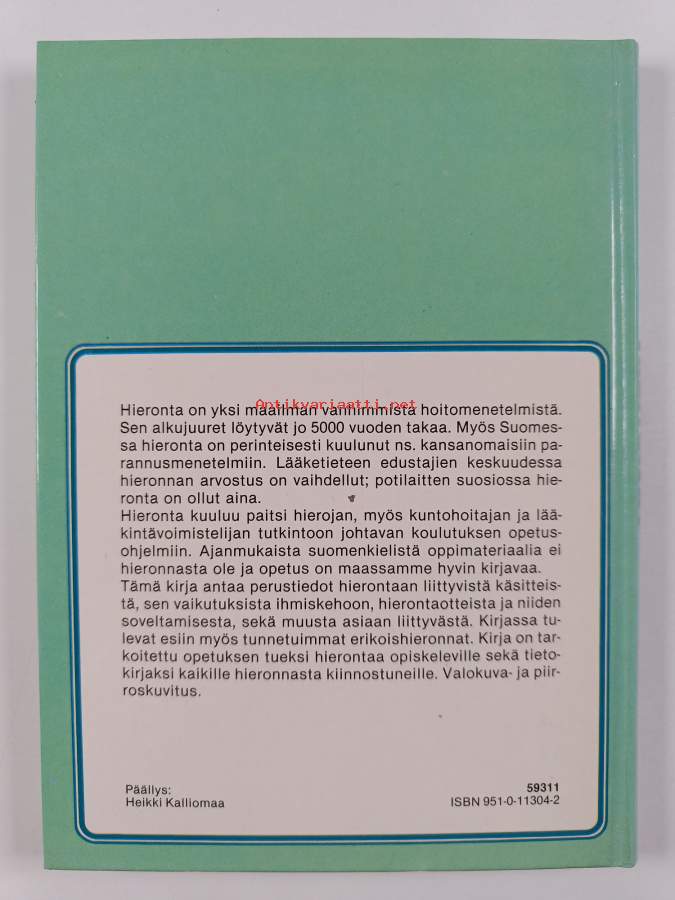 Antikvariaatti.net
Hieronta on yksi maailman vanhimmista hoitomenetelmistä.
Sen alkujuuret löytyvät jo 5000 vuoden takaa. Myös Suomes-
sa hieronta on perinteisesti kuulunut ns. kansanomaisiin pa-
rannusmenetelmiin. Lääketieteen edustajien keskuudessa
hieronnan arvostus on vaihdellut; potilaitten suosiossa hie-
ronta on ollut aina.
Hieronta kuuluu paitsi hierojan, myös kuntohoitajan ja lää-
kintävoimistelijan tutkintoon johtavan koulutuksen opetus-
ohjelmiin. Ajanmukaista suomenkielistä oppimateriaalia ei
hieronnasta ole ja opetus on maassamme hyvin kirjavaa.
Tämä kirja antaa perustiedot hierontaan liittyvistä käsitteis-
tä, sen vaikutuksista ihmiskehoon, hierontaotteista ja niiden
soveltamisesta, sekä muusta asiaan liittyvästä. Kirjassa tu-
levat esiin myös tunnetuimmat erikoishieronnat. Kirja on tar-
koitettu opetuksen tueksi hierontaa opiskeleville sekä tieto-
kirjaksi kaikille hieronnasta kiinnostuneille. Valokuva- ja piir-
roskuvitus.
Päällys:
Heikki Kalliomaa
59311
ISBN 951-0-11304-2